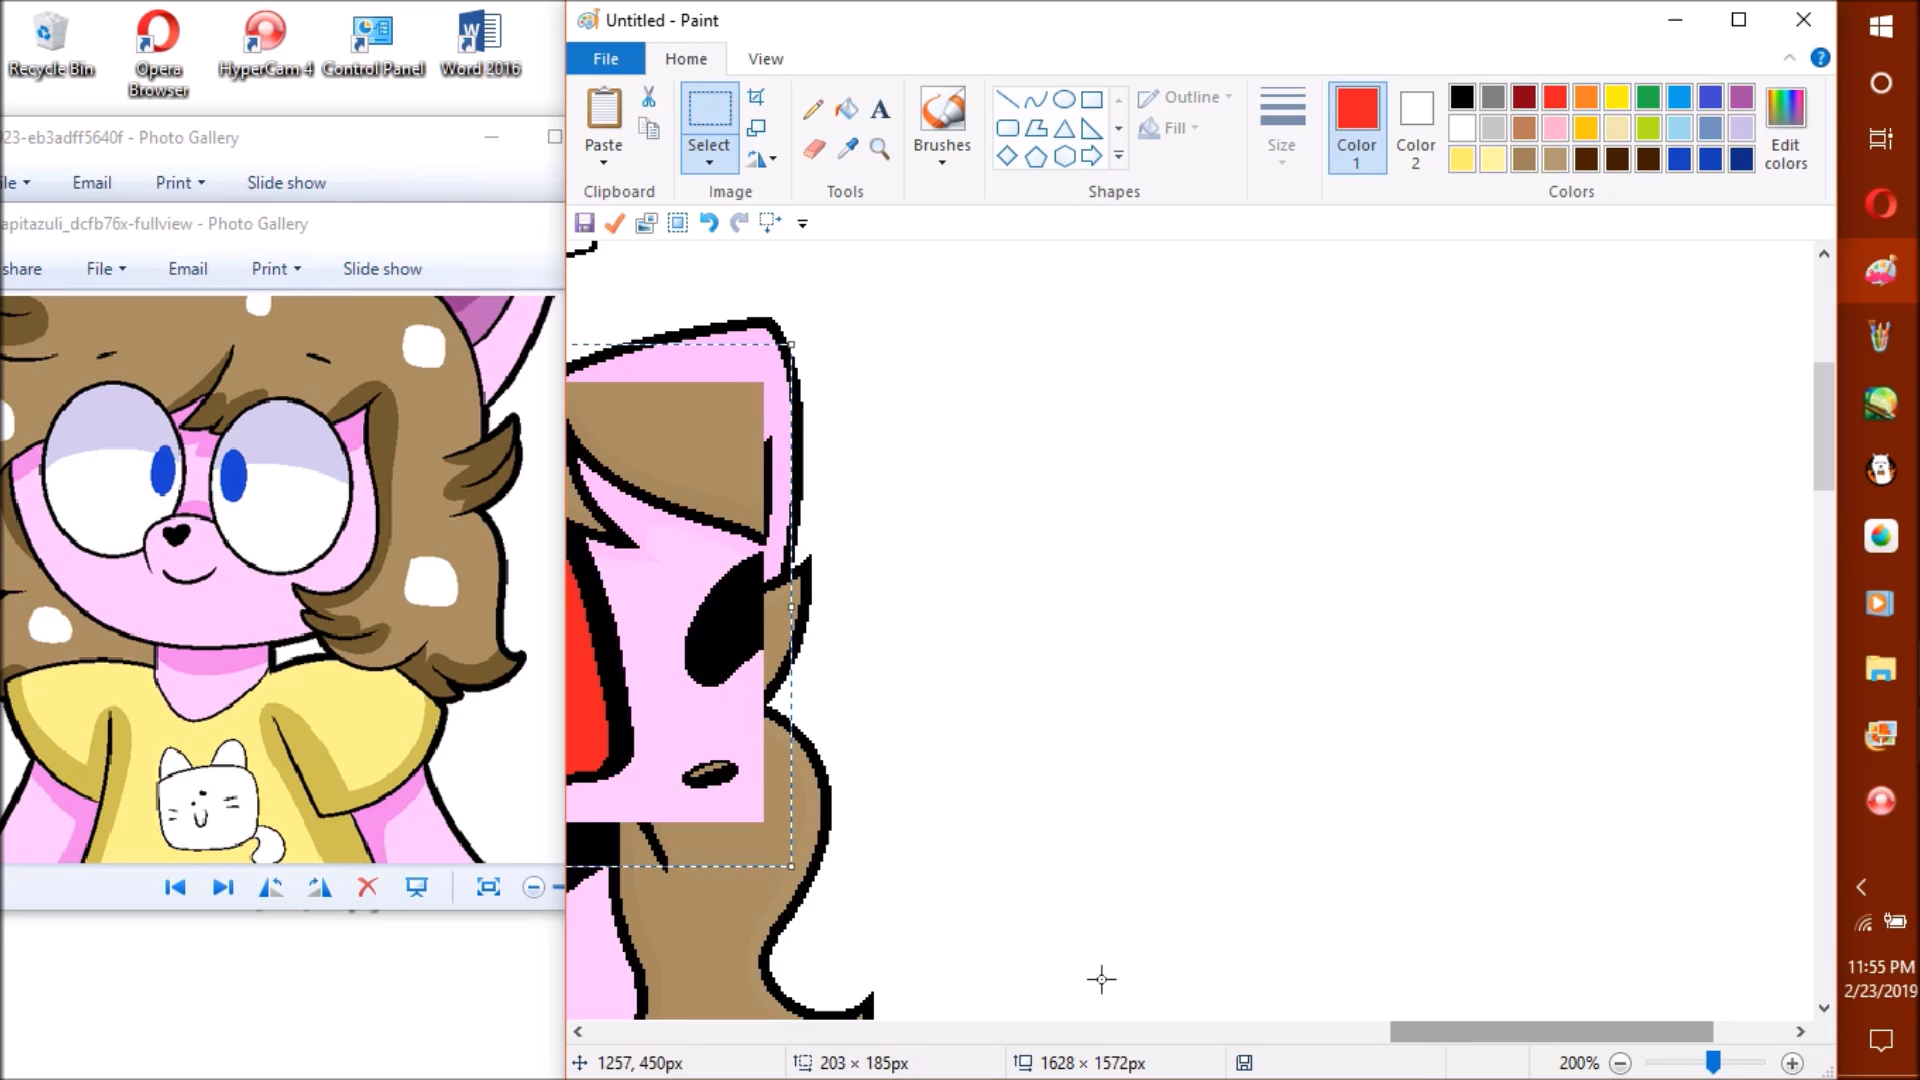 Recycle Bin
Opera
Browser
HyperCam 4
Control Panel
Word 2016
23-eb3adff5640f - Photo Gallery
ile
Email
Print
Slide show
apitazuli_dcfb76x-fullview - Photo Gallery
share
File
Email
Print
Slide show
Untitled - Paint
File
Home
View
Paste
Clipboard
Select
Image
A
Tools
Brushes
Shapes
Outline
Fill
Size
Color
1
Color
2
Edit
colors
Colors
1257, 450px
203 × 185px
1628 × 1572px
200%
11:55 PM
2/23/2019